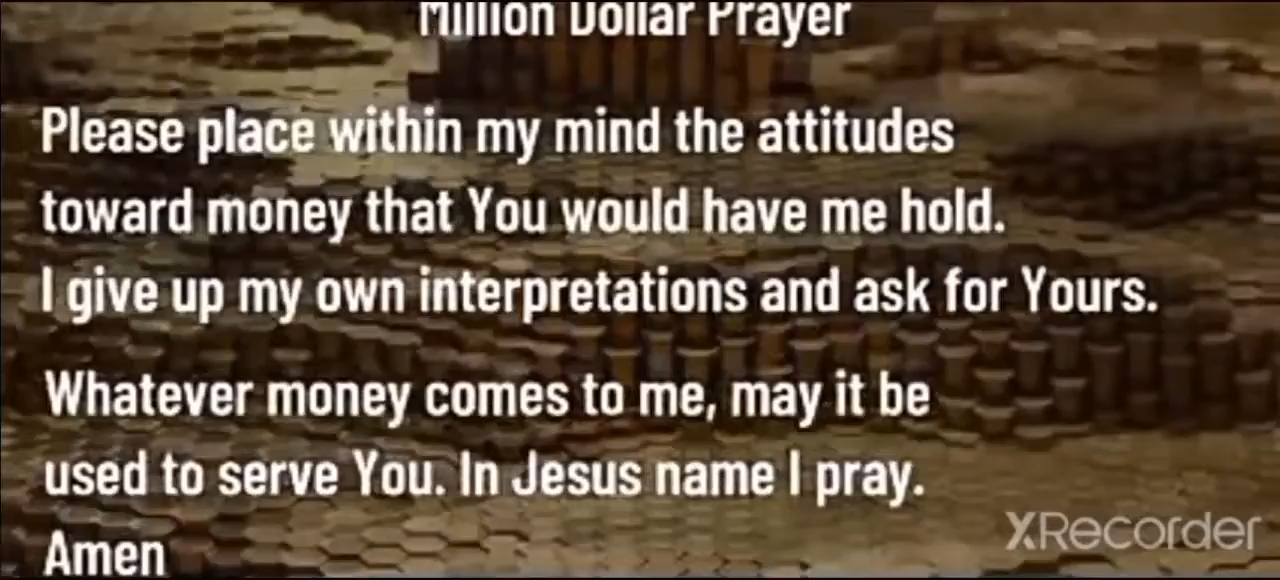 Million Dollar Prayer
Please place within my mind the attitudes
toward money that You would have me hold.
I give up my own interpretations and ask for Yours.
Whatever money comes to me, may it be
used to serve You. In Jesus name I pray.
Amen
XRecorder